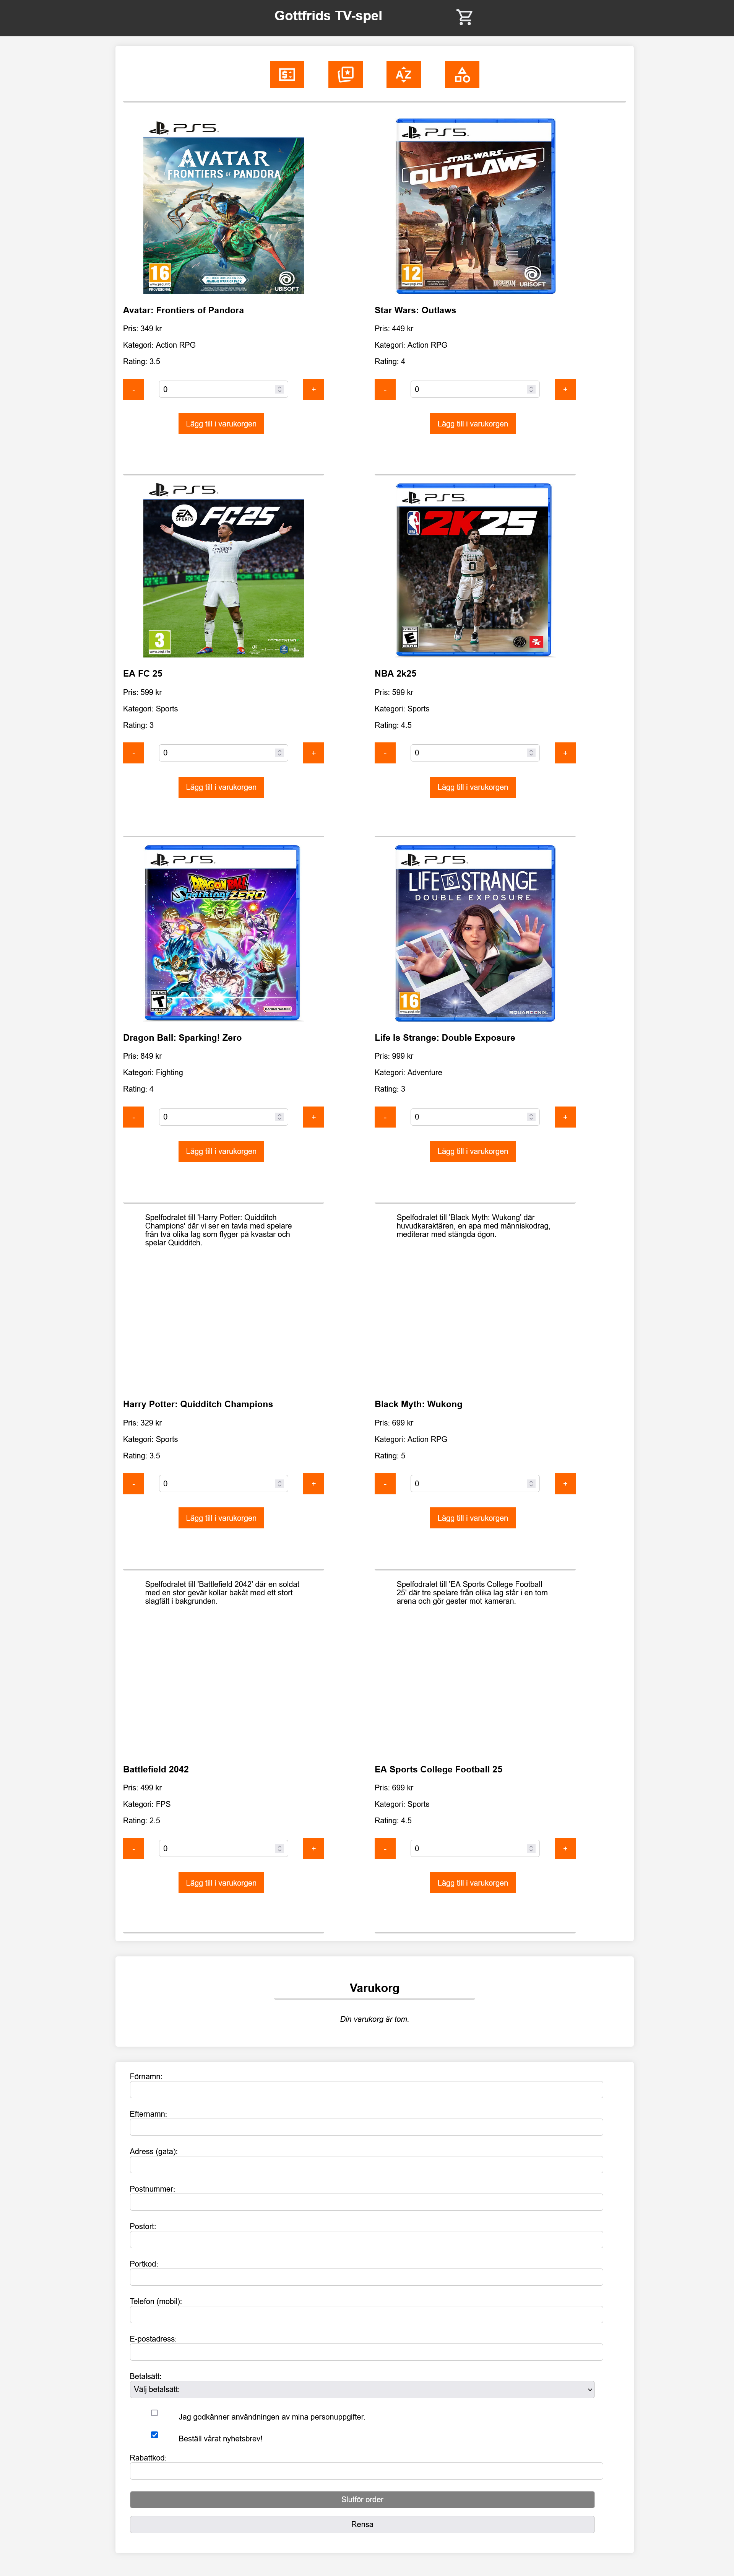 Gottfrids TV-spel
AZ
PS5
AVATAR
FRONTIERS OF PANDORA
16
UBISOFT
PS5
STAR WARS
OUTLAWS
12
UBISOFT
Avatar: Frontiers of Pandora
Pris: 349 kr
Kategori: Action RPG
Rating: 3.5
- 0 +
Lägg till i varukorgen
Star Wars: Outlaws
Pris: 449 kr
Kategori: Action RPG
Rating: 4
- 0 +
Lägg till i varukorgen
PS5
EA SPORTS FC25
FOR THE CLUB
3
PS5
NBA 2K25
E
2K
EA FC 25
Pris: 599 kr
Kategori: Sports
Rating: 3
- 0 +
Lägg till i varukorgen
NBA 2k25
Pris: 599 kr
Kategori: Sports
Rating: 4.5
- 0 +
Lägg till i varukorgen
PS5
DRAGON BALL
Sparking! ZERO
T
PS5
LIFE IS STRANGE
DOUBLE EXPOSURE
16
SQUARE ENIX
Dragon Ball: Sparking! Zero
Pris: 849 kr
Kategori: Fighting
Rating: 4
- 0 +
Lägg till i varukorgen
Life Is Strange: Double Exposure
Pris: 999 kr
Kategori: Adventure
Rating: 3
- 0 +
Lägg till i varukorgen
Spelfodralet till 'Harry Potter: Quidditch
Champions' där vi ser en tavla med spelare
från två olika lag som flyger på kvastar och
spelar Quidditch.
Harry Potter: Quidditch Champions
Pris: 329 kr
Kategori: Sports
Rating: 3.5
- 0 +
Lägg till i varukorgen
Spelfodralet till 'Black Myth: Wukong' där
huvudkaraktären, en apa med människodrag,
mediterar med stängda ögon.
Black Myth: Wukong
Pris: 699 kr
Kategori: Action RPG
Rating: 5
- 0 +
Lägg till i varukorgen
Spelfodralet till 'Battlefield 2042' där en soldat
med en stor gevär kollar bakåt med ett stort
slagfält i bakgrunden.
Battlefield 2042
Pris: 499 kr
Kategori: FPS
Rating: 2.5
- 0 +
Lägg till i varukorgen
Spelfodralet till 'EA Sports College Football
25' där tre spelare från olika lag står i en tom
arena och gör gester mot kameran.
EA Sports College Football 25
Pris: 699 kr
Kategori: Sports
Rating: 4.5
- 0 +
Lägg till i varukorgen
Varukorg
Din varukorg är tom.
Förnamn:
Efternamn:
Adress (gata):
Postnummer:
Postort:
Portkod:
Telefon (mobil):
E-postadress:
Betalsätt:
Välj betalsätt:
Jag godkänner användningen av mina personuppgifter.
Beställ vårat nyhetsbrev!
Rabattkod:
Slutför order
Rensa